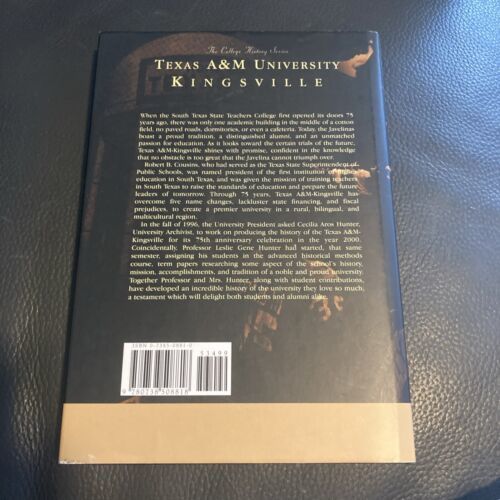 The College History Series
TEXAS A&M UNIVERSITY
KINGSVILLE
When the South Texas State Teachers College first opened its doors 75
years ago, there was only one academic building in the middle of a cotton
field, no paved roads, dormitories, or even a cafeteria. Today, the Javelinas
boast a proud tradition, a distinguished alumni, and an unmatched
passion for education. As it looks toward the certain trials of the future,
Texas A&M-Kingsville shines with promise, confident in the knowledge
that no obstacle is too great that the Javelina cannot triumph over.
Robert B. Cousins, who had served as the Texas State Superintendent of
Public Schools, was named president of the first institution of higher
education in South Texas, and was given the mission of training teachers
in South Texas to raise the standards of education and prepare the future
leaders of tomorrow. Through 75 years, Texas A&M-Kingsville has
overcome five name changes, lackluster state financing, and fiscal
prejudices, to create a premier university in a rural, bilingual, and
multicultural region.
In the fall of 1996, the University President asked Cecilia Aros Hunter,
University Archivist, to work on producing the history of the Texas A&M-
Kingsville for its 75th anniversary celebration in the year 2000.
Coincidentally, Professor Leslie Gene Hunter had started, that same
semester, assigning his students in the advanced historical methods
course, term papers researching some aspect of the school's history,
mission, accomplishments, and tradition of a noble and proud university.
Together Professor and Mrs. Hunter, along with student contributions,
have developed an incredible history of the university they love so much,
a testament which will delight both students and alumni alike.
ISBN 0-7385-0881-0
53499
9 780738 508818